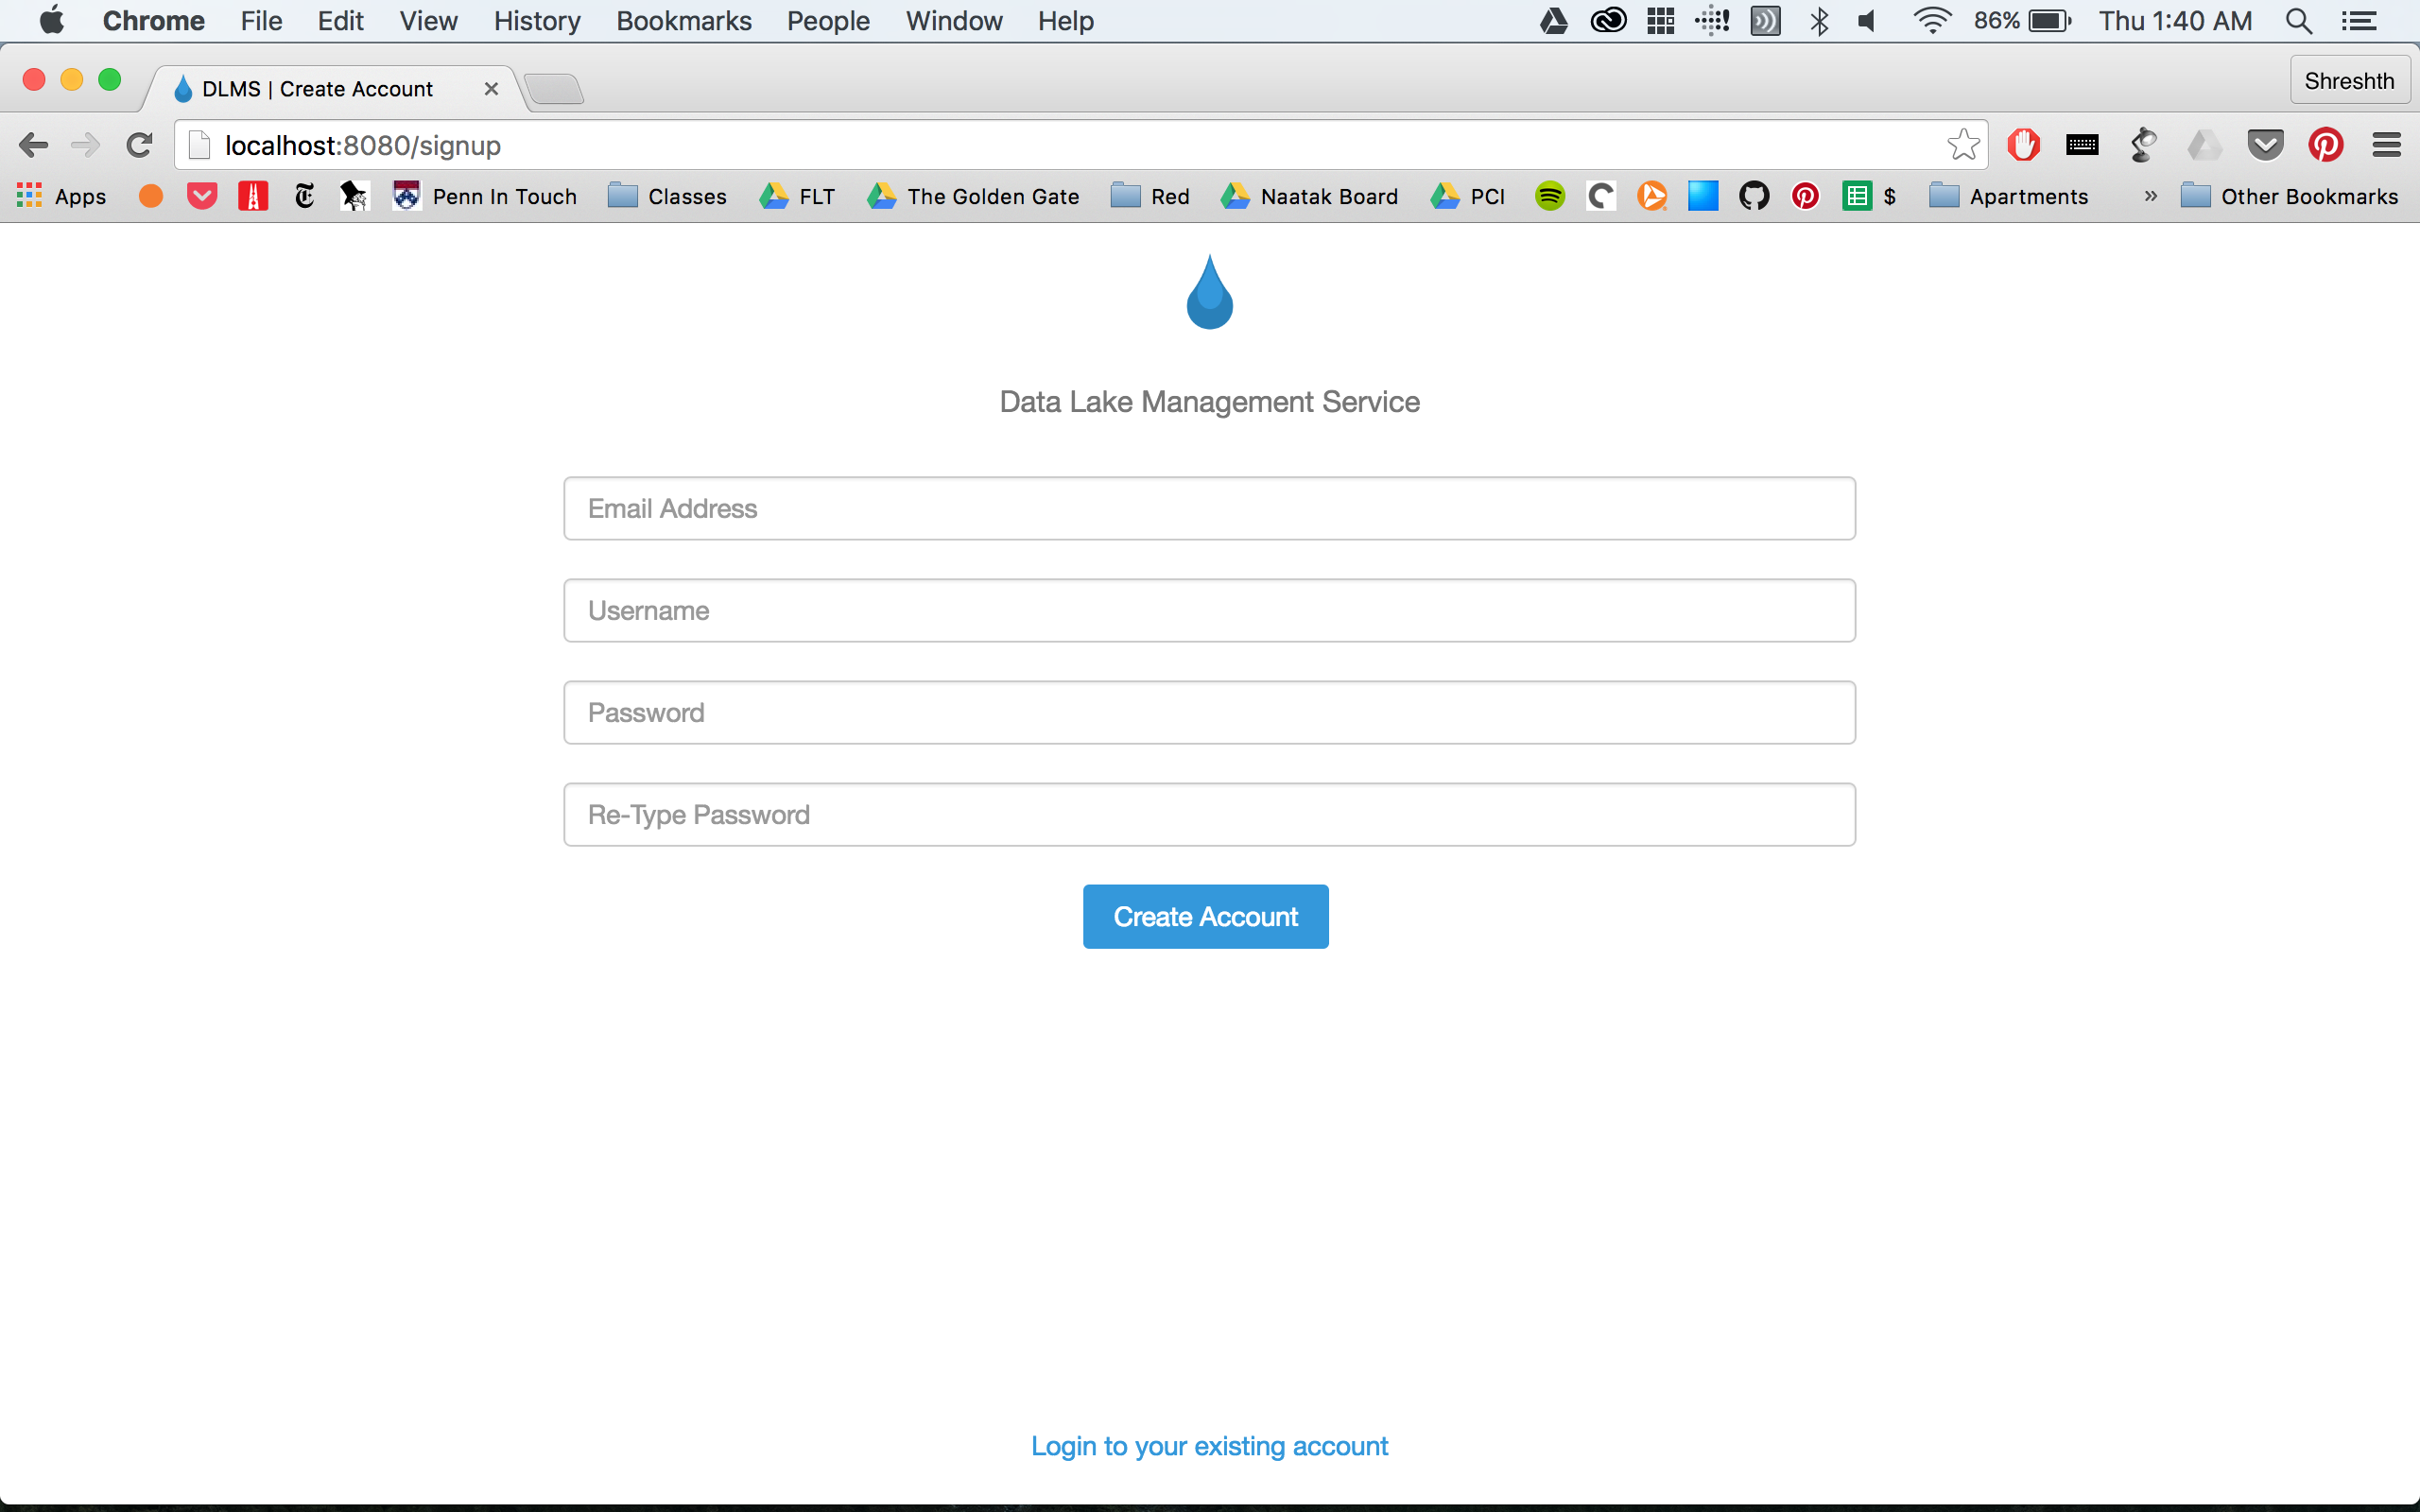 Chrome File Edit View History Bookmarks People Window Help 86% Thu 1:40 AM
DLMS | Create Account Shreshth
localhost:8080/signup
Apps Penn In Touch Classes FLT The Golden Gate Red Naatak Board PCI $ Apartments » Other Bookmarks
Data Lake Management Service
Email Address
Username
Password
Re-Type Password
Create Account
Login to your existing account